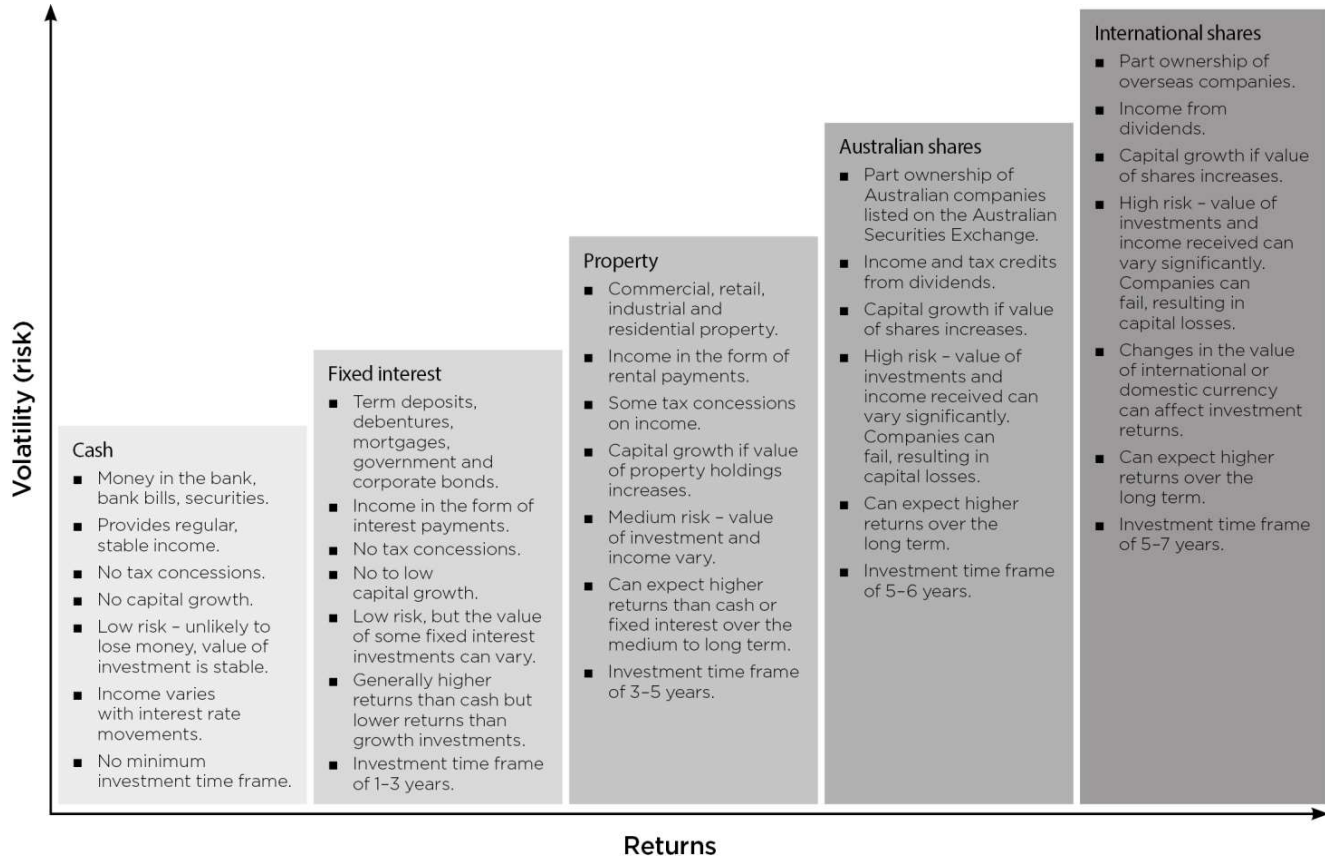 Volatility (risk)
Cash
■ Money in the bank,
bank bills, securities.
■ Provides regular,
stable income.
■ No tax concessions.
■ No capital growth.
■ Low risk – unlikely to
lose money, value of
investment is stable.
■ Income varies
with interest rate
movements.
■ No minimum
investment time frame.
Fixed interest
■ Term deposits,
debentures,
mortgages,
government and
corporate bonds.
■ Income in the form of
interest payments.
■ No tax concessions.
■ No to low
capital growth.
■ Low risk, but the value
of some fixed interest
investments can vary.
■ Generally higher
returns than cash but
lower returns than
growth investments.
■ Investment time frame
of 1–3 years.
Property
■ Commercial, retail,
industrial and
residential property.
■ Income in the form of
rental payments.
■ Some tax concessions
on income.
■ Capital growth if value
of property holdings
increases.
■ Medium risk – value
of investment and
income vary.
■ Can expect higher
returns than cash or
fixed interest over the
medium to long term.
■ Investment time frame
of 3–5 years.
Australian shares
■ Part ownership of
Australian companies
listed on the Australian
Securities Exchange.
■ Income and tax credits
from dividends.
■ Capital growth if value
of shares increases.
■ High risk – value of
investments and
income received can
vary significantly.
Companies can
fail, resulting in
capital losses.
■ Can expect higher
returns over the
long term.
■ Investment time frame
of 5–6 years.
International shares
■ Part ownership of
overseas companies.
■ Income from
dividends.
■ Capital growth if value
of shares increases.
■ High risk – value of
investments and
income received can
vary significantly.
Companies can
fail, resulting in
capital losses.
■ Changes in the value
of international or
domestic currency
can affect investment
returns.
■ Can expect higher
returns over the
long term.
■ Investment time frame
of 5–7 years.
Returns